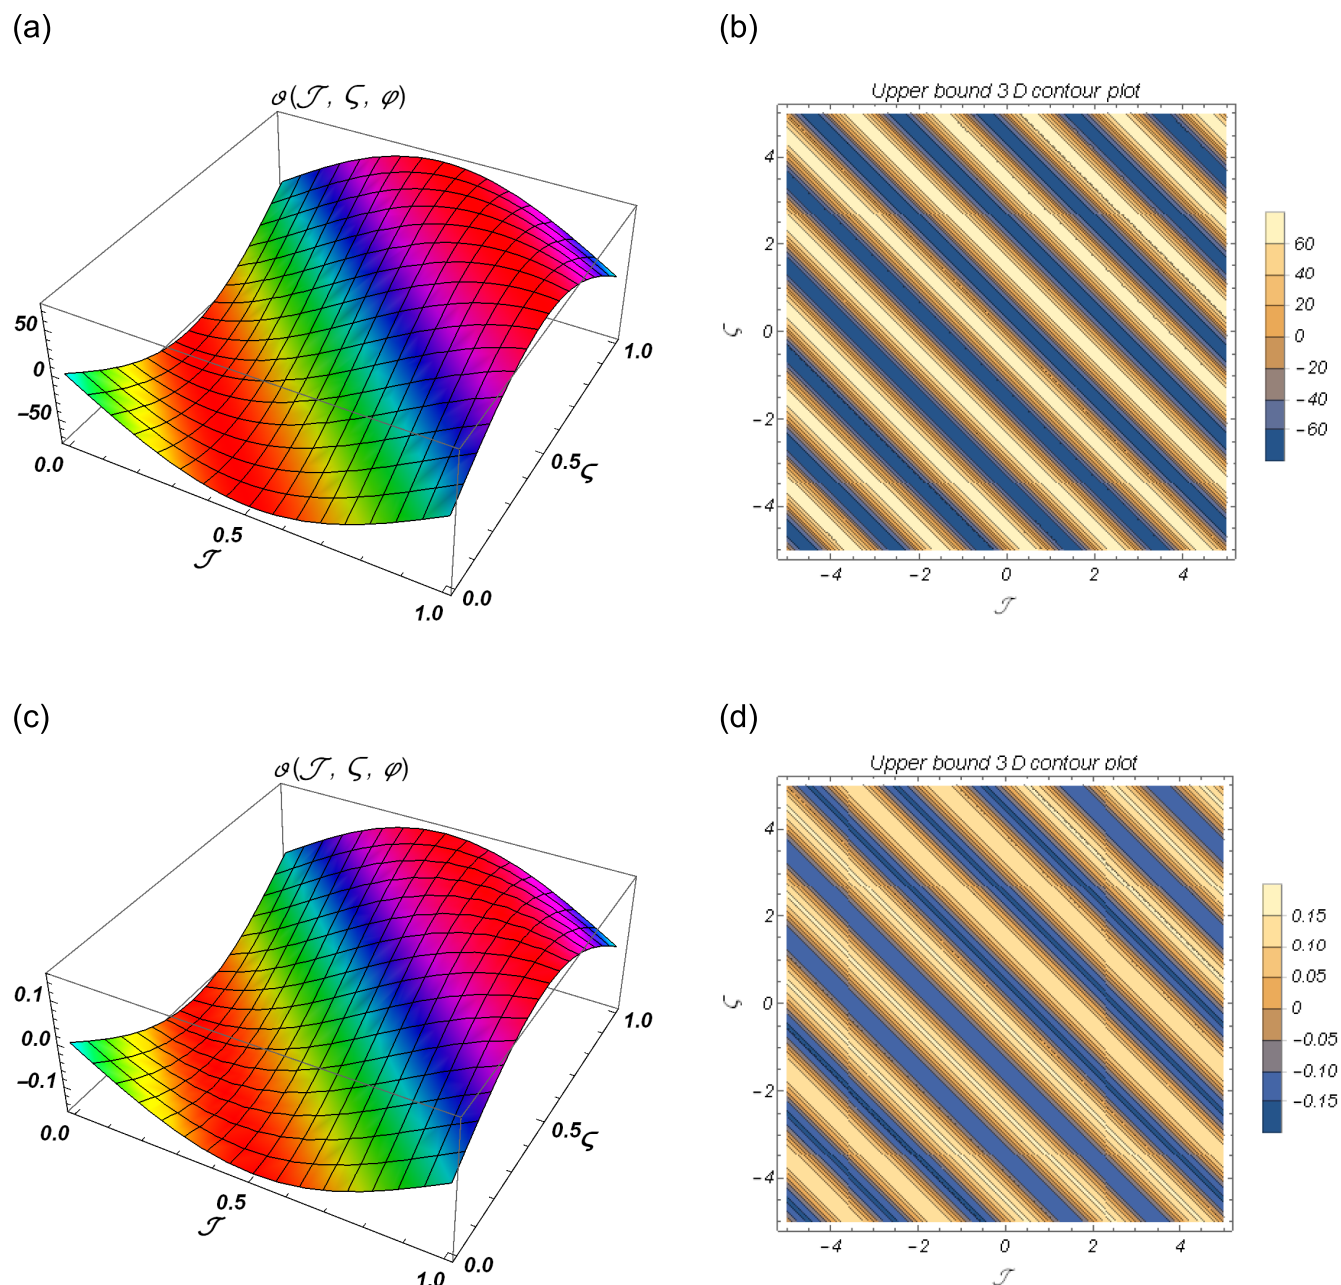 (a)
(b)
𝜗(𝒯, ς, φ)
50
0
−50
0.0
0.5
1.0
𝒯
0.0
0.5
1.0
ς
Upper bound 3 D contour plot
4
2
0
−2
−4
ς
−4 −2 0 2 4
𝒯
60
40
20
0
−20
−40
−60
(c)
(d)
𝜗(𝒯, ς, φ)
0.1
0.0
−0.1
0.0
0.5
1.0
𝒯
0.0
0.5
1.0
ς
Upper bound 3 D contour plot
4
2
0
−2
−4
ς
−4 −2 0 2 4
𝒯
0.15
0.10
0.05
0
−0.05
−0.10
−0.15